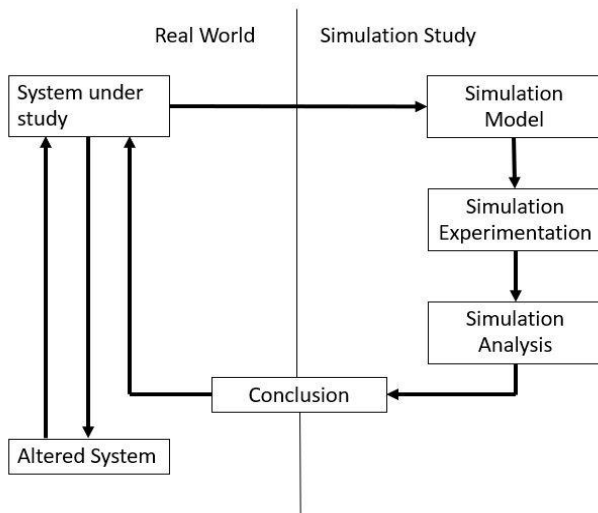 Real World
Simulation Study
System under
study
Simulation
Model
Simulation
Experimentation
Simulation
Analysis
Conclusion
Altered System